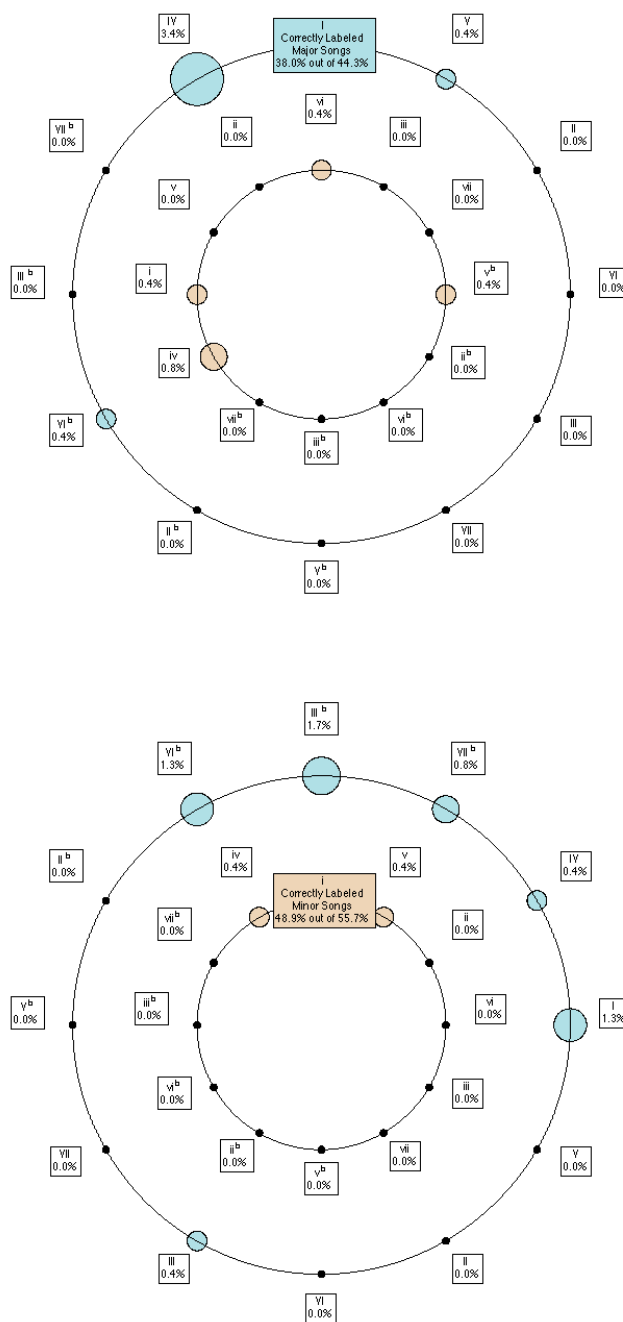 IV
3.4%
I
Correctly Labeled
Major Songs
38.0% out of 44.3%
V
0.4%
vi
0.4%
ii
0.0%
iii
0.0%
VII b
0.0%
II
0.0%
v
0.0%
vii
0.0%
III b
0.0%
i
0.4%
v b
0.4%
VI
0.0%
iv
0.8%
ii b
0.0%
VI b
0.4%
vii b
0.0%
iii b
0.0%
vi b
0.0%
III
0.0%
II b
0.0%
V b
0.0%
VII
0.0%
III b
1.7%
VI b
1.3%
VII b
0.8%
iv
0.4%
v
0.4%
IV
0.4%
II b
0.0%
i
Correctly Labeled
Minor Songs
48.9% out of 55.7%
vii b
0.0%
ii
0.0%
V b
0.0%
iii b
0.0%
vi
0.0%
I
1.3%
vi b
0.0%
iii
0.0%
VII
0.0%
ii b
0.0%
v b
0.0%
vii
0.0%
V
0.0%
III
0.4%
VI
0.0%
II
0.0%